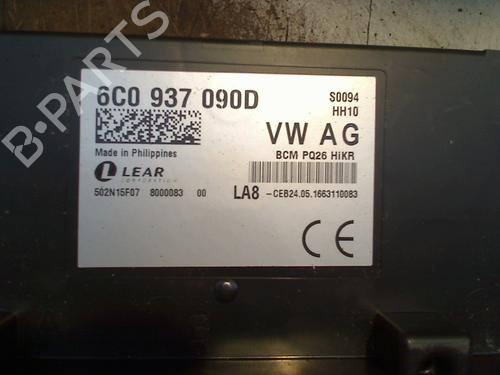 B-PARTS
6C0 937 090D
S0094
HH10
VW AG
BCM PQ26 HiKR
Made in Philippines
LEAR
CORPORATION
502N15F07 8000083 00
LA8 -CEB24.05.1663110083
CE